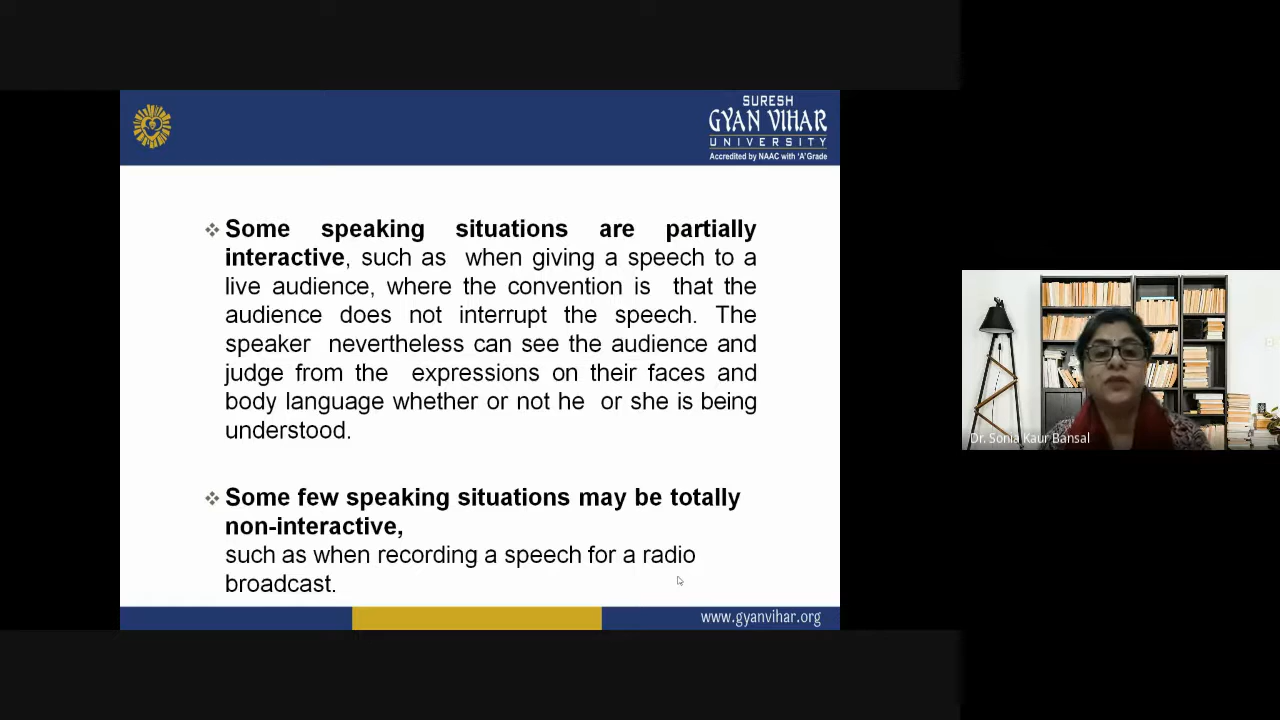 SURESH
GYAN VIHAR
UNIVERSITY
Accredited by NAAC with 'A' Grade
Some speaking situations are partially
interactive, such as when giving a speech to a
live audience, where the convention is that the
audience does not interrupt the speech. The
speaker nevertheless can see the audience and
judge from the expressions on their faces and
body language whether or not he or she is being
understood.
Some few speaking situations may be totally
non-interactive,
such as when recording a speech for a radio
broadcast.
www.gyanvihar.org
Dr. Sonia Kaur Bansal